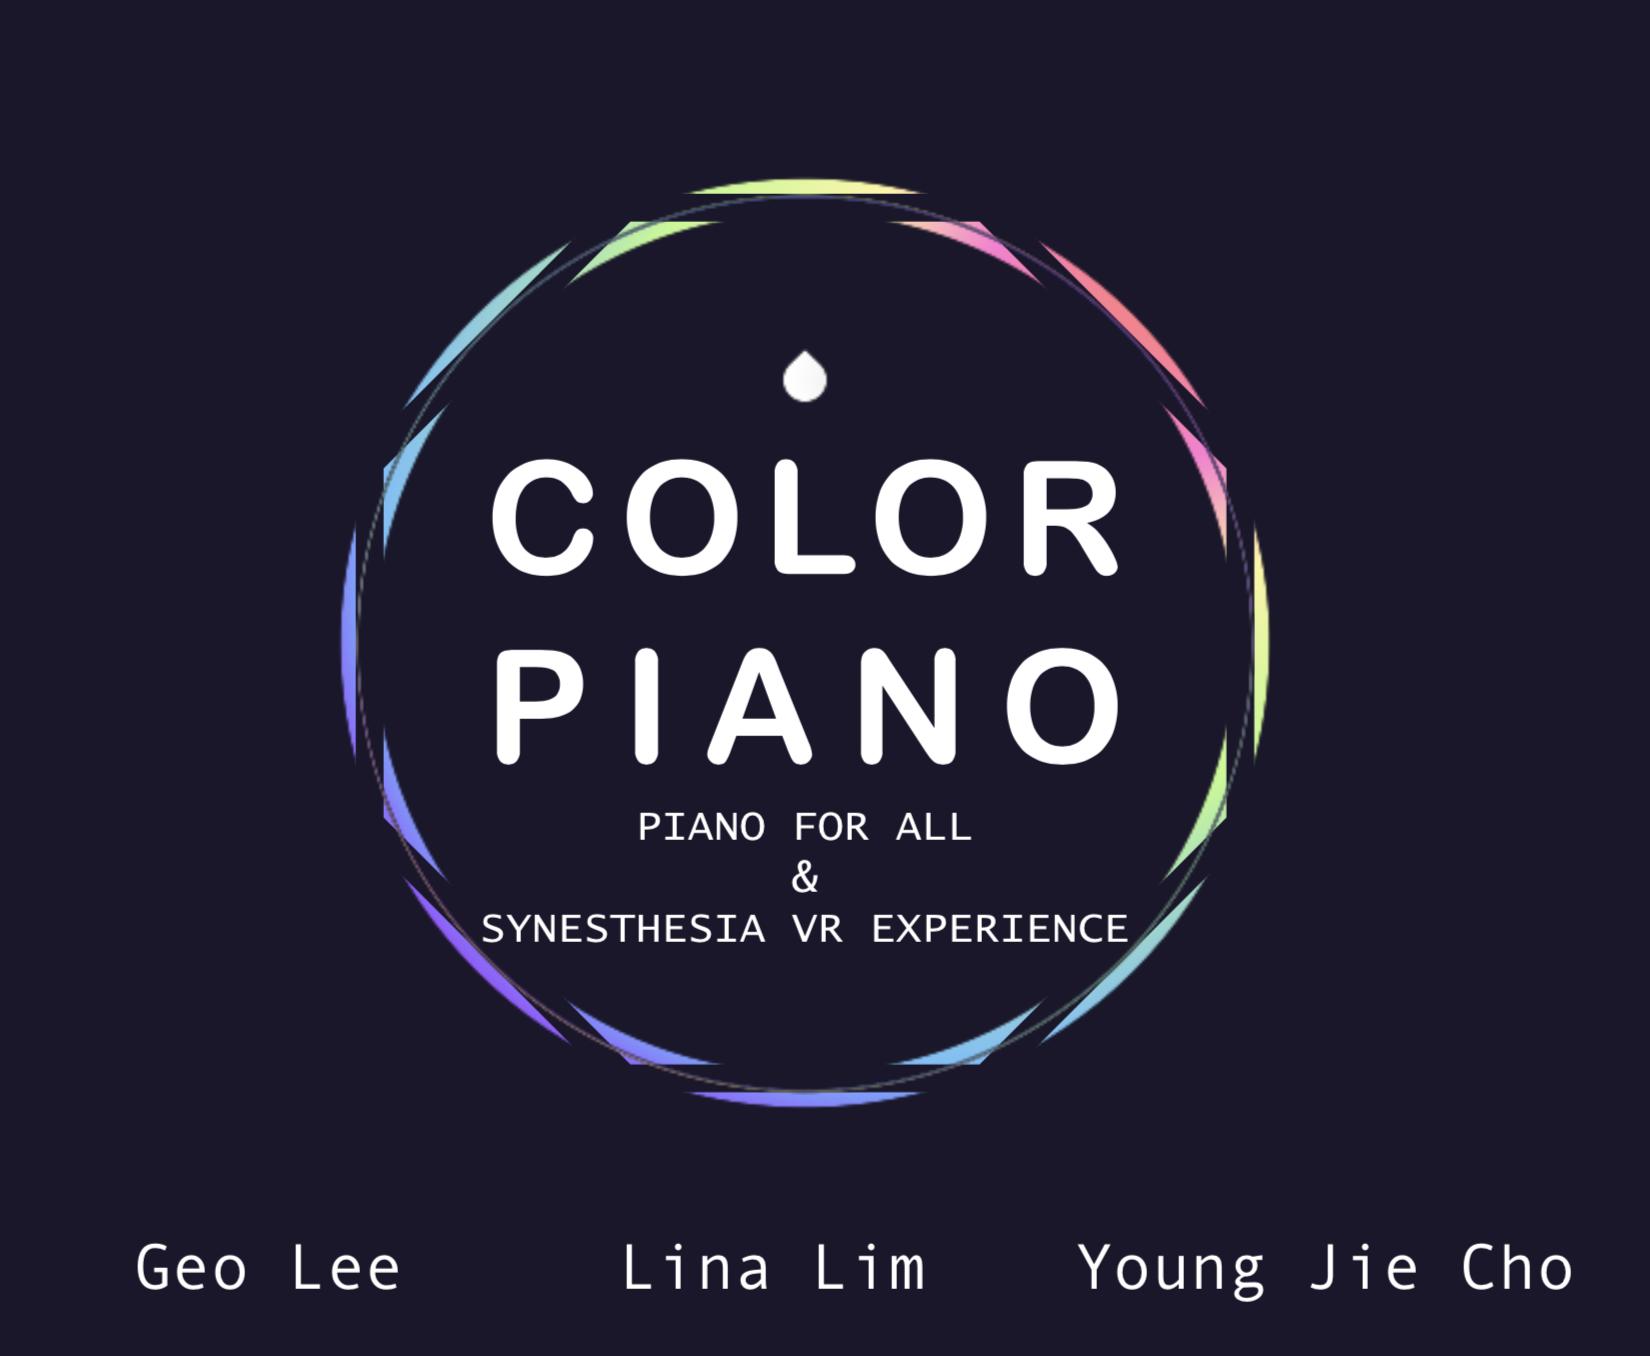 COLOR
PIANO
PIANO FOR ALL
&
SYNESTHESIA VR EXPERIENCE
Geo Lee Lina Lim Young Jie Cho